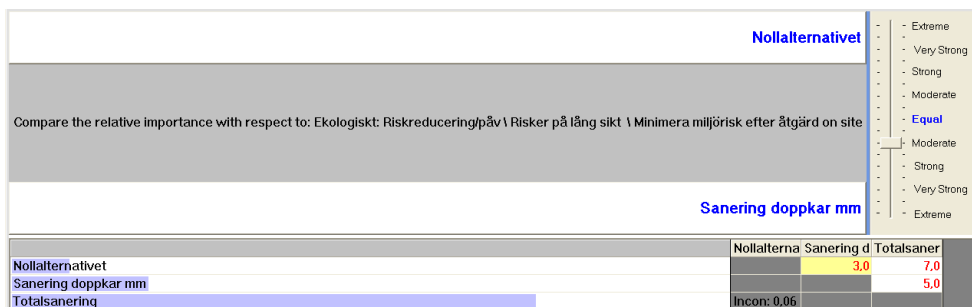 Nollalternativet
Compare the relative importance with respect to: Ekologiskt: Riskreducering/påv \ Risker på lång sikt \ Minimera miljörisk efter åtgärd on site
Sanering doppkar mm
Extreme
Very Strong
Strong
Moderate
Equal
Moderate
Strong
Very Strong
Extreme
Nollalterna Sanering d Totalsaner
Nollalternativet 3,0 7,0
Sanering doppkar mm 5,0
Totalsanering Incon: 0,06